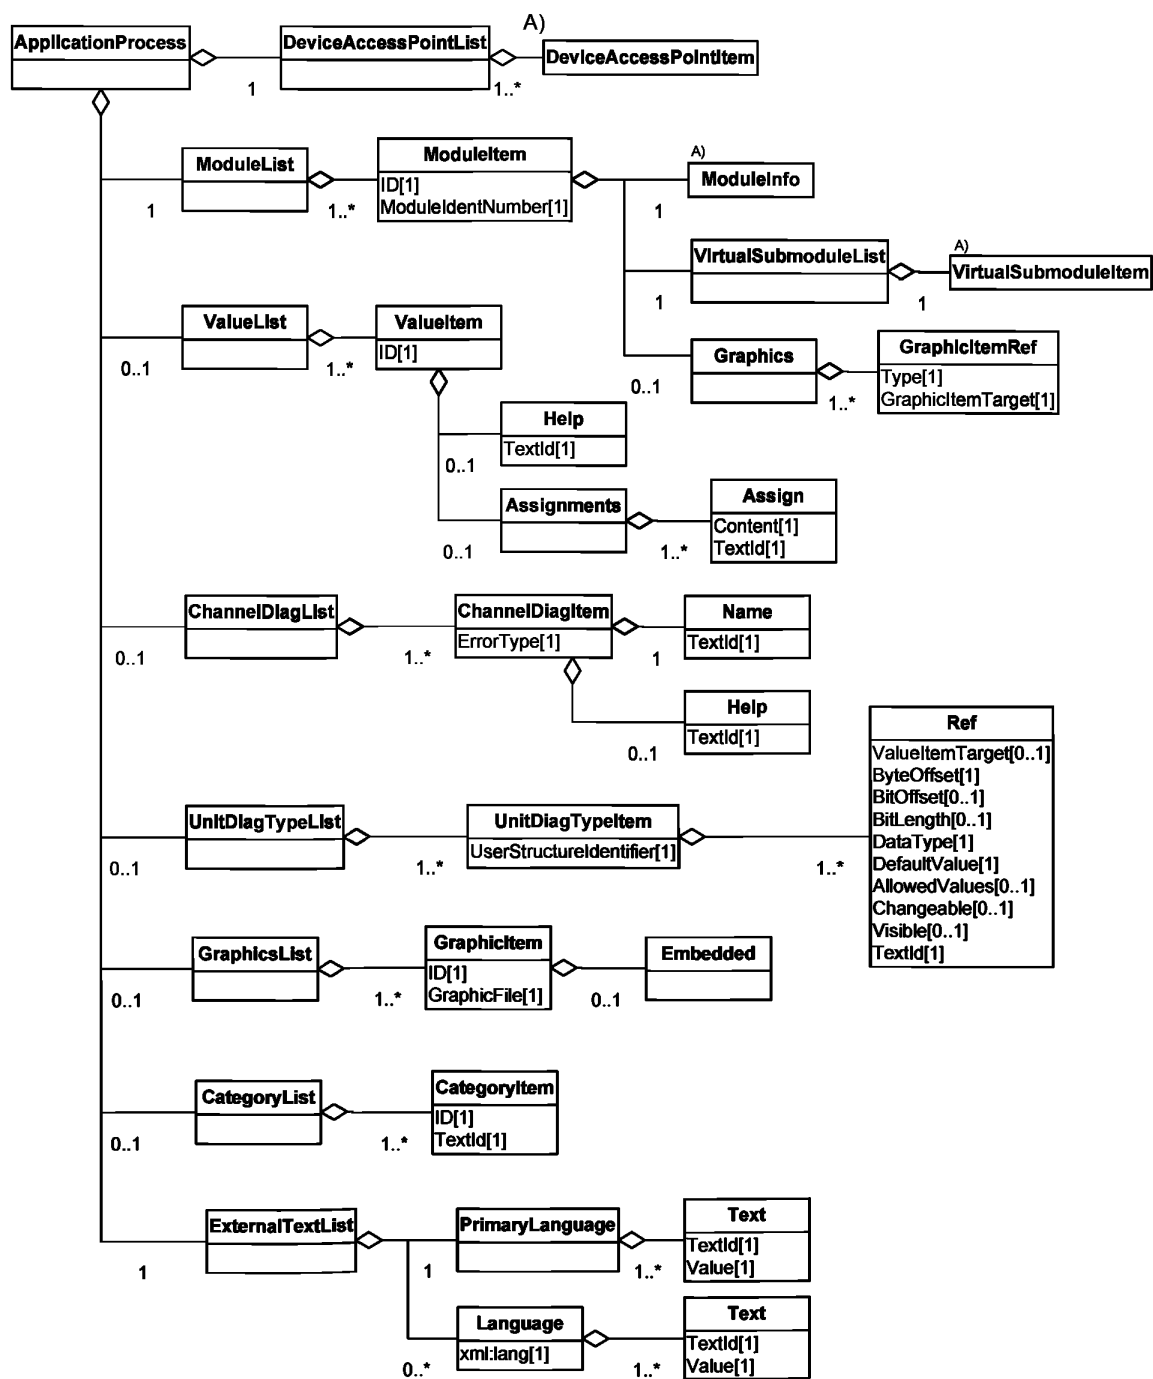 A)
ApplicationProcess
DeviceAccessPointList
DeviceAccessPointItem
1
1..*
ModuleList
ModuleItem
ID[1]
ModuleIdentNumber[1]
A)
ModuleInfo
1
1..*
1
VirtualSubmoduleList
A)
VirtualSubmoduleItem
1
1
ValueList
ValueItem
ID[1]
0..1
1..*
Graphics
GraphicItemRef
Type[1]
GraphicItemTarget[1]
0..1
1..*
Help
TextId[1]
0..1
Assignments
Assign
Content[1]
TextId[1]
0..1
1..*
ChannelDiagList
ChannelDiagItem
ErrorType[1]
Name
TextId[1]
0..1
1..*
1
Help
TextId[1]
0..1
Ref
ValueItemTarget[0..1]
ByteOffset[1]
BitOffset[0..1]
BitLength[0..1]
DataType[1]
DefaultValue[1]
AllowedValues[0..1]
Changeable[0..1]
Visible[0..1]
TextId[1]
UnitDiagTypeList
UnitDiagTypeItem
UserStructureIdentifier[1]
0..1
1..*
1..*
GraphicsList
GraphicItem
ID[1]
GraphicFile[1]
Embedded
0..1
1..*
0..1
CategoryList
CategoryItem
ID[1]
TextId[1]
0..1
1..*
ExternalTextList
PrimaryLanguage
Text
TextId[1]
Value[1]
1
1
1..*
Language
xml:lang[1]
Text
TextId[1]
Value[1]
0..*
1..*